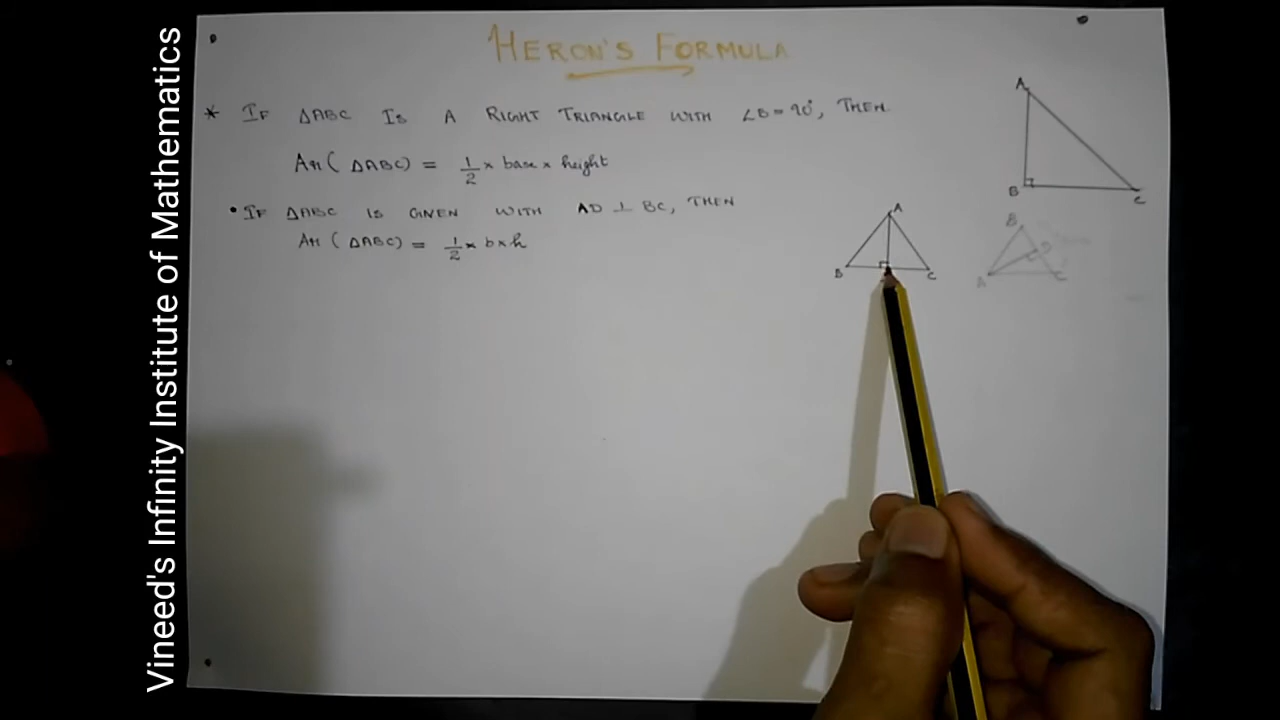 Vineed's Infinity Institute of Mathematics
HERON'S FORMULA
* IF ΔABC IS A RIGHT TRIANGLE WITH ∠B=90°, THEN
Ar( ΔABC) = 1/2 × base × height
• IF ΔABC IS GIVEN WITH AD ⊥ BC, THEN
Ar ( ΔABC) = 1/2 × b×h
A
B
C
A
B
C
B
D
A
C